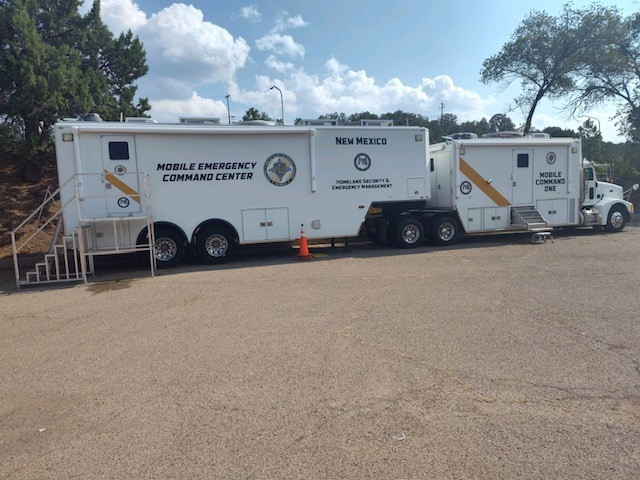 MOBILE EMERGENCY
COMMAND CENTER
NEW MEXICO
HOMELAND SECURITY &
EMERGENCY MANAGEMENT
MOBILE
COMMAND
ONE